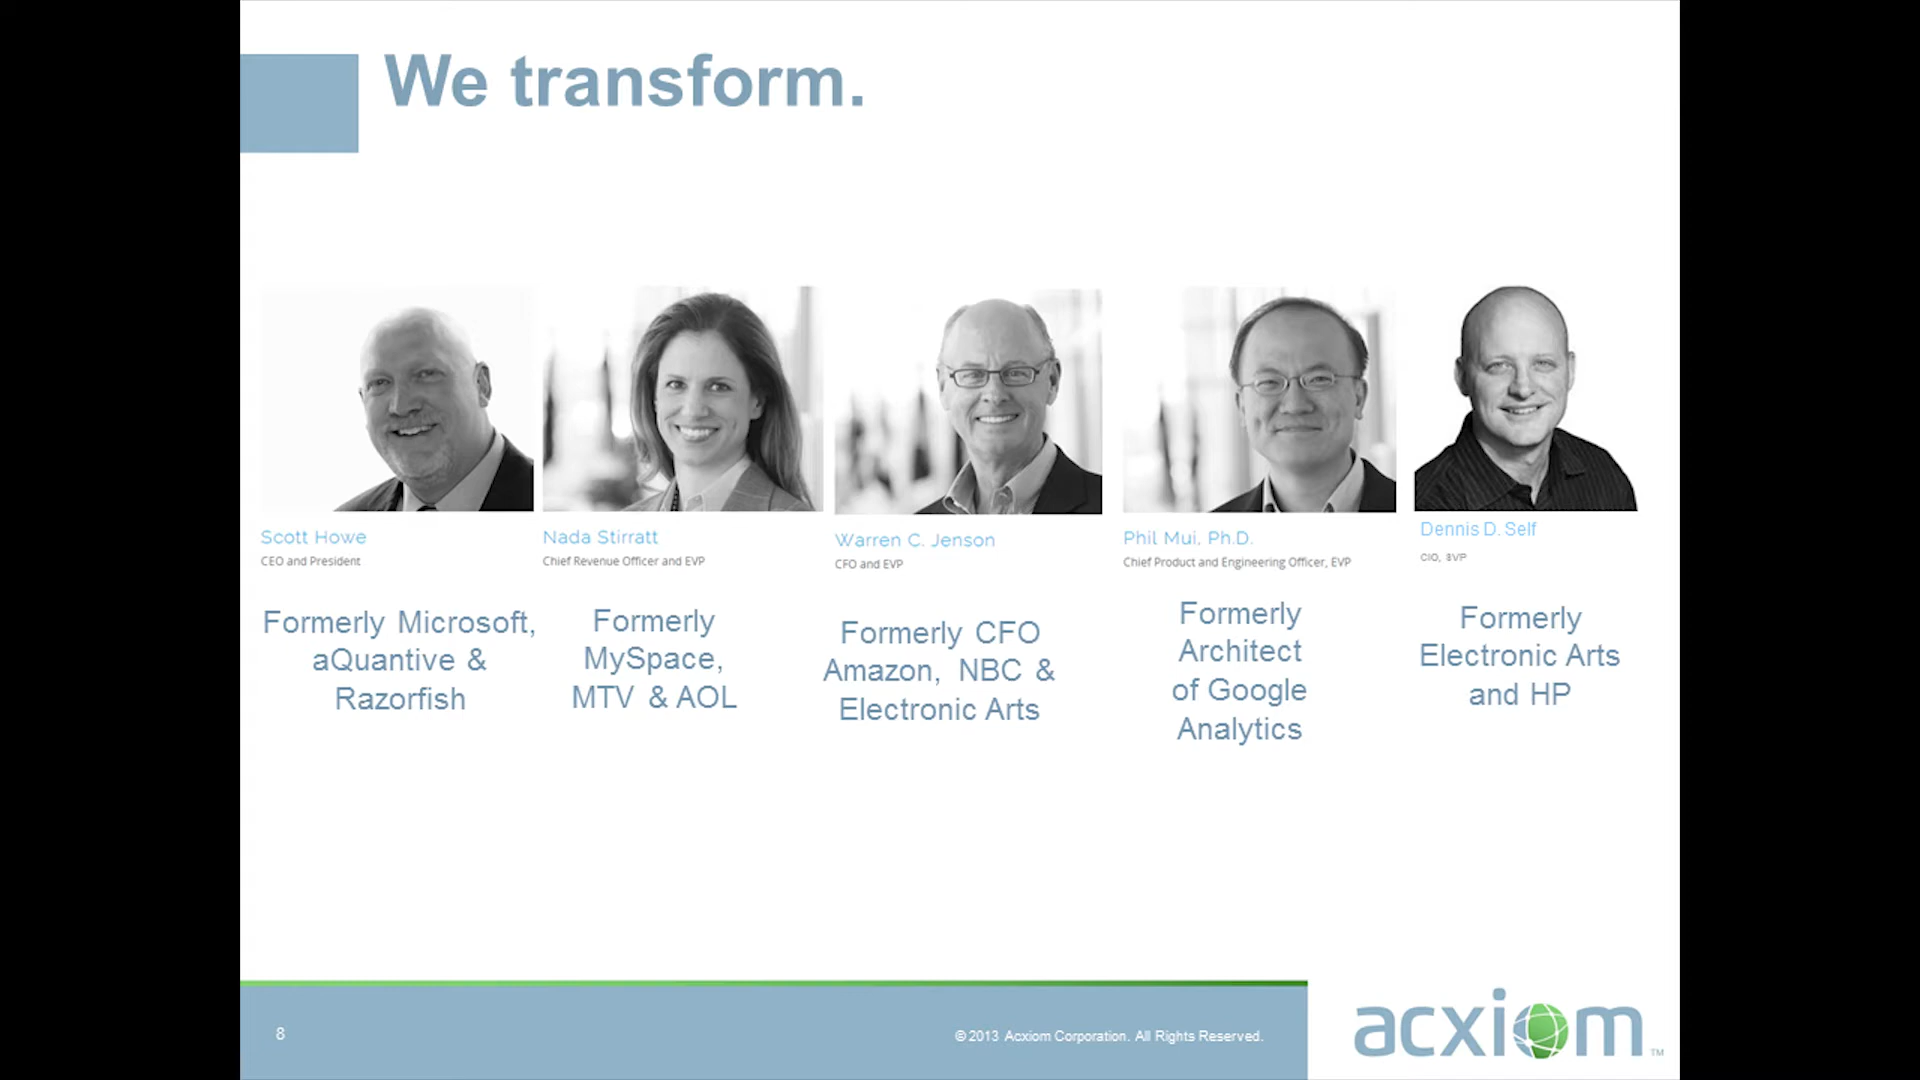 We transform.
Scott Howe
CEO and President
Formerly Microsoft,
aQuantive &
Razorfish
Nada Stirratt
Chief Revenue Officer and EVP
Formerly
MySpace,
MTV & AOL
Warren C. Jenson
CFO and EVP
Formerly CFO
Amazon, NBC &
Electronic Arts
Phil Mui, Ph.D.
Chief Product and Engineering Officer, EVP
Formerly
Architect
of Google
Analytics
Dennis D. Self
CIO, SVP
Formerly
Electronic Arts
and HP
8
© 2013 Acxiom Corporation. All Rights Reserved.
acxiom™